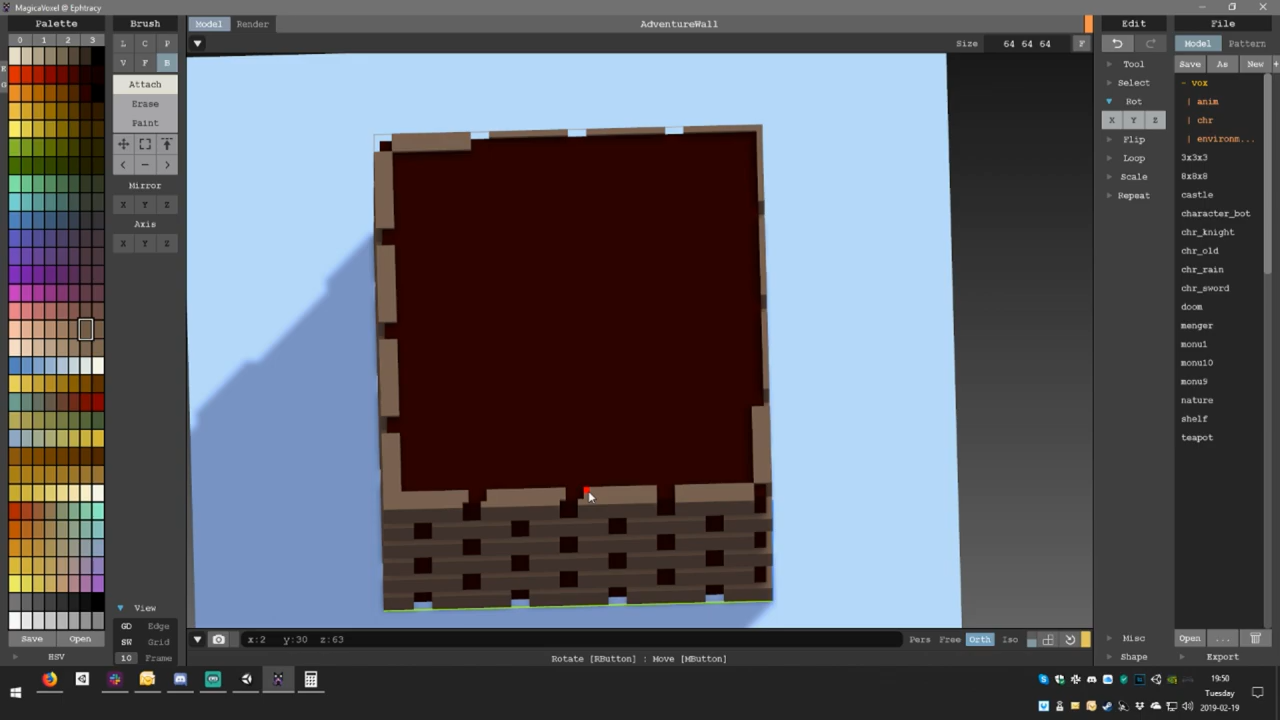 MagicaVoxel @ Ephtracy
Palette
Brush
Model
Render
AdventureWall
Edit
File
0 1 2 3
L C P
V F B
Size 64 64 64 F
Model Pattern
Attach
Erase
Paint
Tool
Select
Rot
X Y Z
Flip
Loop
Scale
Repeat
Save As New +
- vox
| anim
| chr
| environm...
3x3x3
8x8x8
castle
character_bot
chr_knight
chr_old
chr_rain
chr_sword
doom
menger
monu1
monu10
monu9
nature
shelf
teapot
Mirror
X Y Z
Axis
X Y Z
View
GD Edge
SW Grid
10 Frame
Save Open
HSV
x:2 y:30 z:63
Pers Free Orth Iso
Rotate [RButton] : Move [MButton]
Misc
Shape
Open ...
Export
19:50
Tuesday
2019-02-19